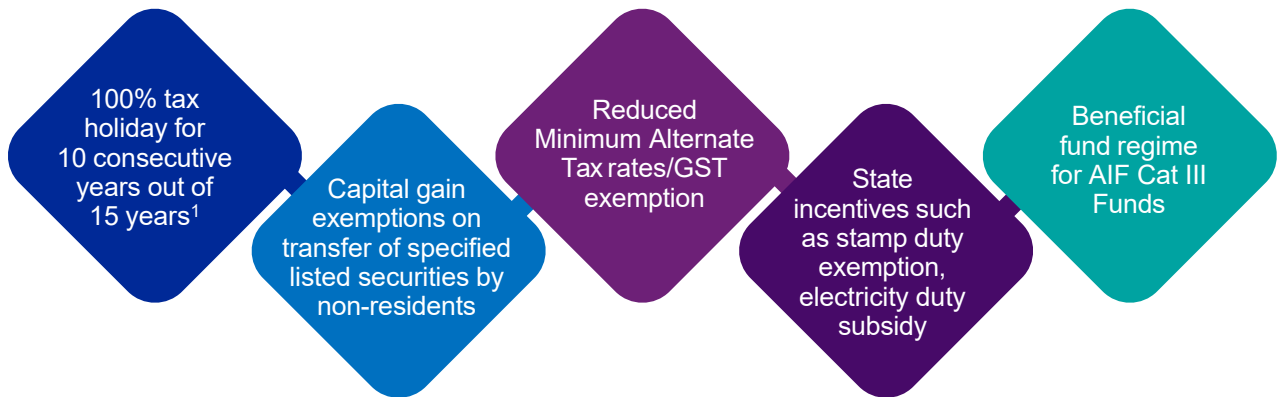 100% tax
holiday for
10 consecutive
years out of
15 years¹
Capital gain
exemptions on
transfer of specified
listed securities by
non-residents
Reduced
Minimum Alternate
Tax rates/GST
exemption
State
incentives such
as stamp duty
exemption,
electricity duty
subsidy
Beneficial
fund regime
for AIF Cat III
Funds